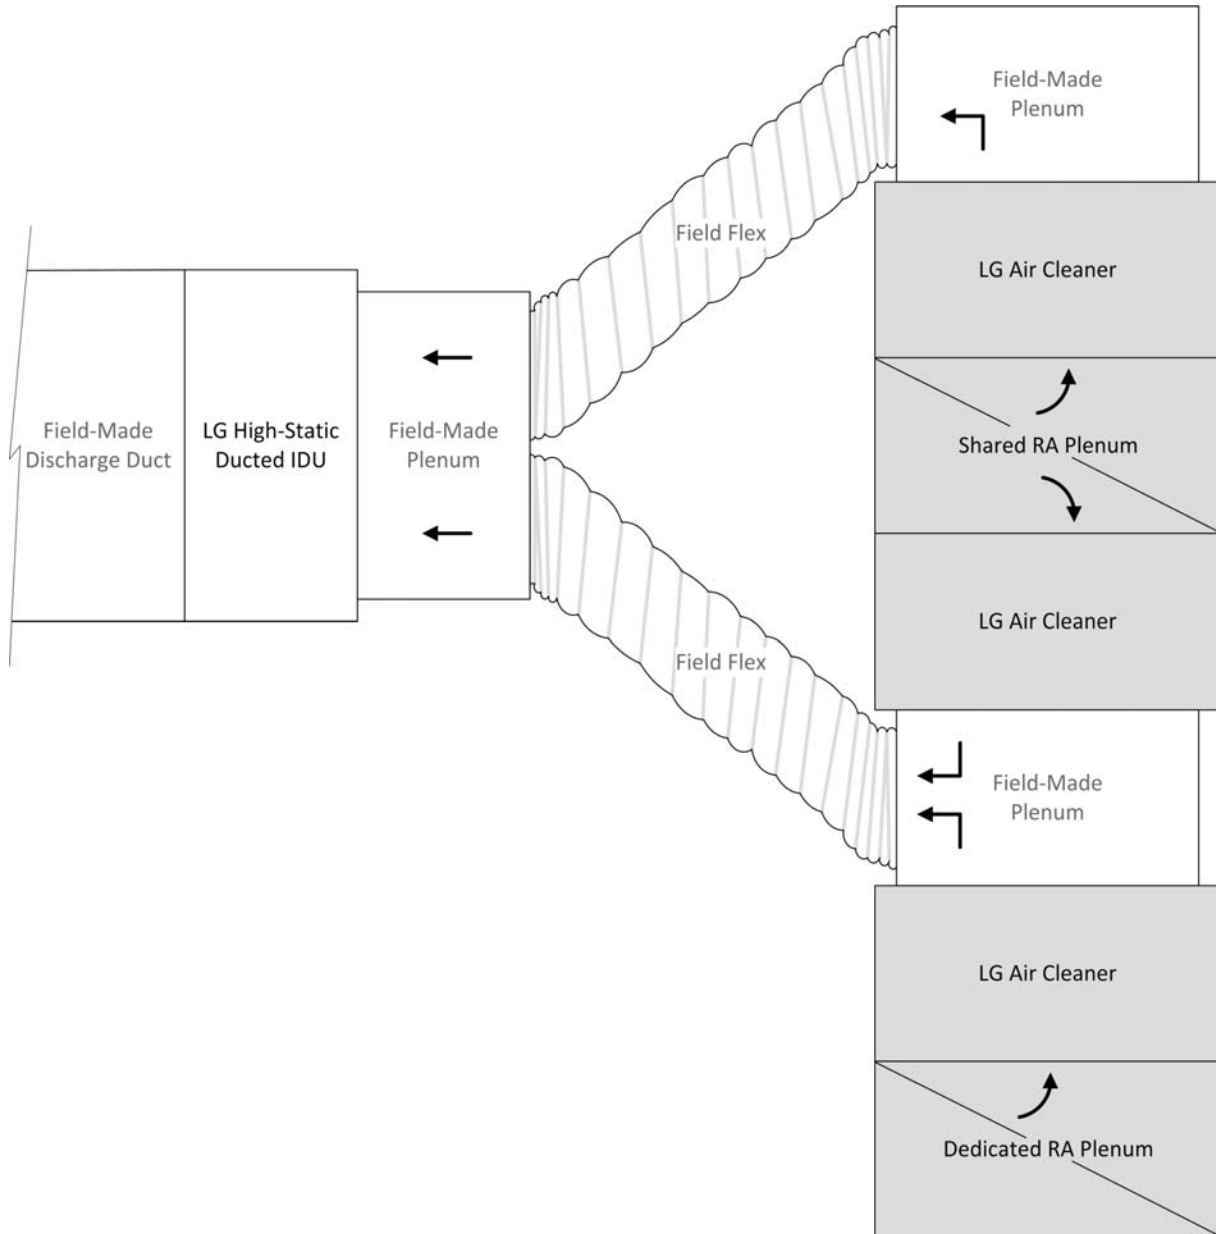 Field-Made
Plenum
Field Flex
LG Air Cleaner
Field-Made
Discharge Duct
LG High-Static
Ducted IDU
Field-Made
Plenum
Shared RA Plenum
LG Air Cleaner
Field Flex
Field-Made
Plenum
LG Air Cleaner
Dedicated RA Plenum